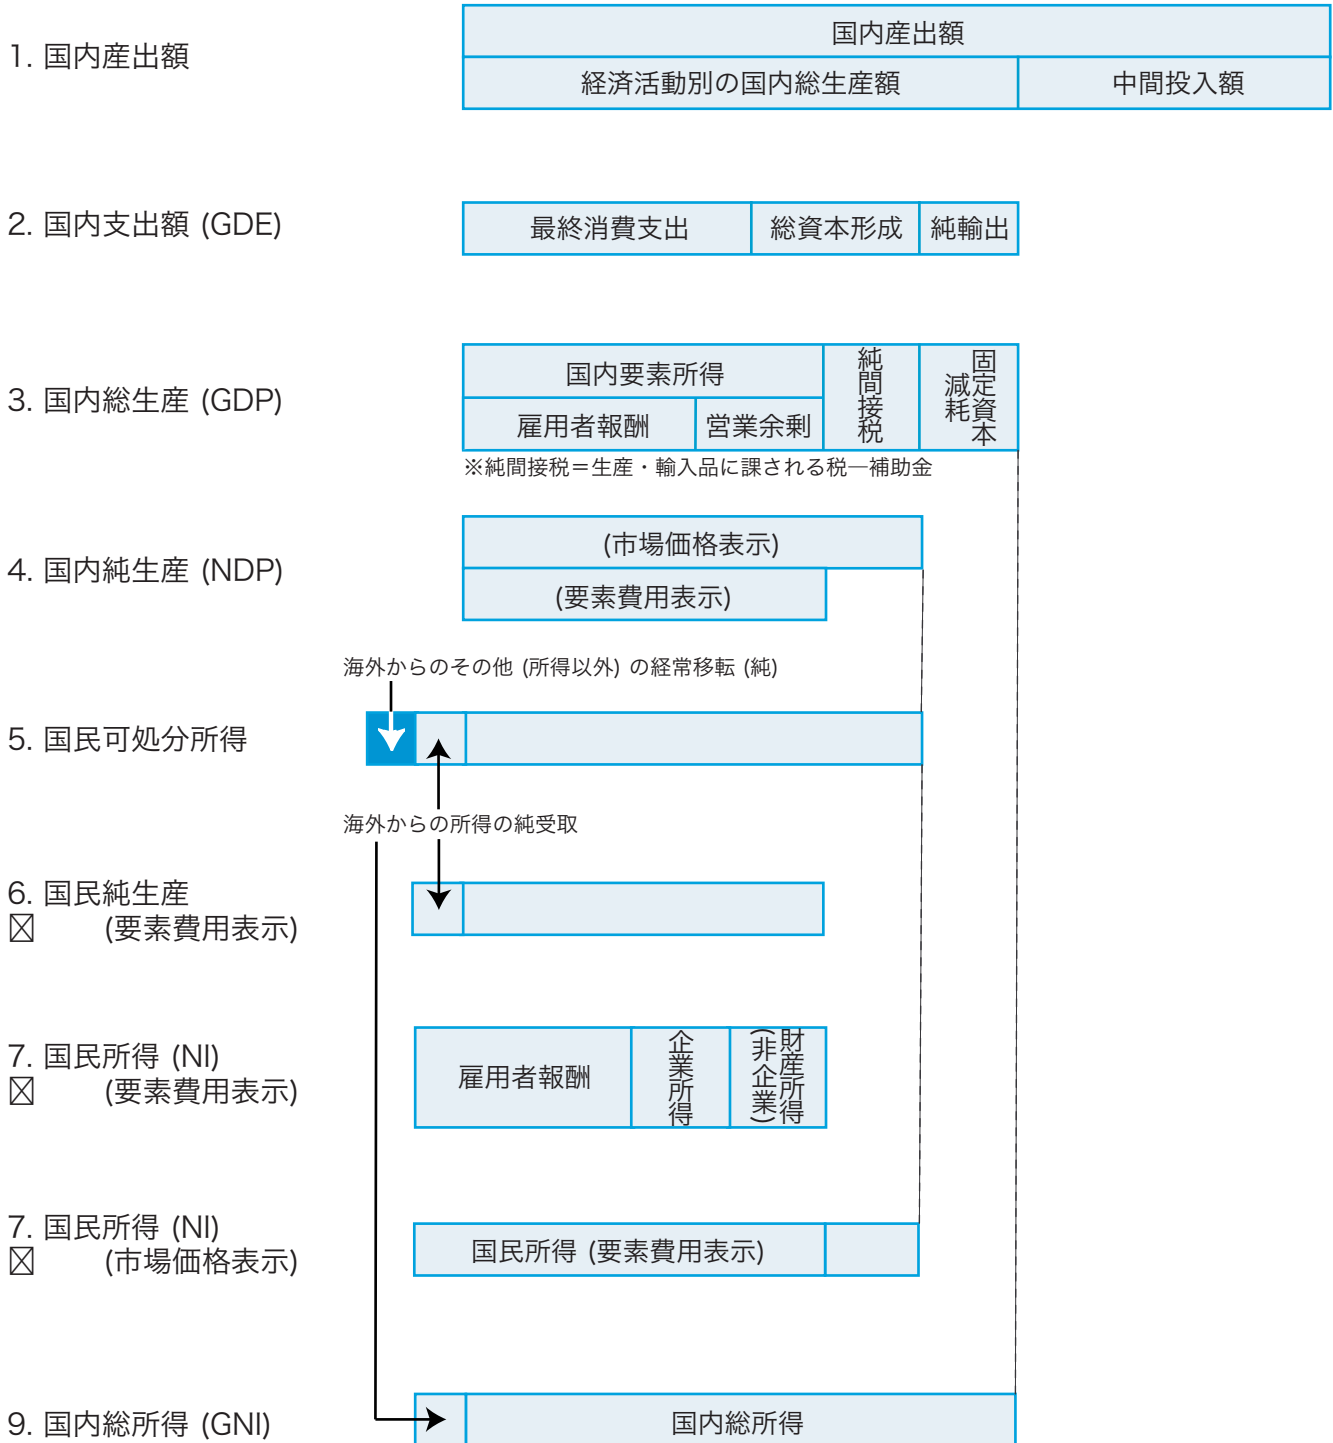 1. 国内産出額
国内産出額
経済活動別の国内総生産額
中間投入額
2. 国内支出額 (GDE)
最終消費支出
総資本形成
純輸出
3. 国内総生産 (GDP)
国内要素所得
雇用者報酬
営業余剰
純間接税
固定資本
減耗
※純間接税＝生産・輸入品に課される税―補助金
4. 国内純生産 (NDP)
(市場価格表示)
(要素費用表示)
海外からのその他 (所得以外) の経常移転 (純)
5. 国民可処分所得
海外からの所得の純受取
6. 国民純生産
(要素費用表示)
7. 国民所得 (NI)
(要素費用表示)
雇用者報酬
企業所得
財産所得
(非企業)
7. 国民所得 (NI)
(市場価格表示)
国民所得 (要素費用表示)
9. 国内総所得 (GNI)
国内総所得